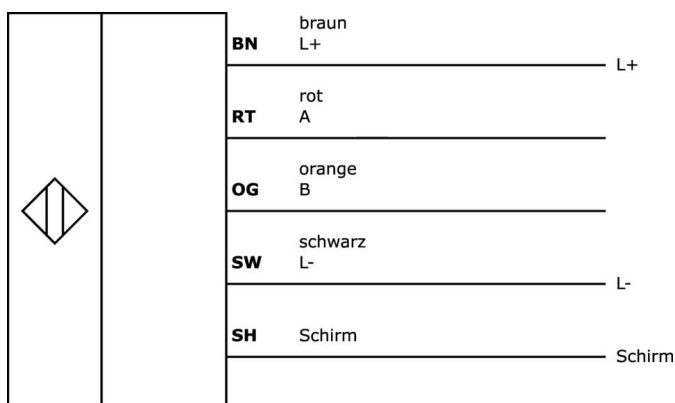 braun
BN L+
L+
rot
RT A
orange
OG B
schwarz
SW L-
L-
SH Schirm
Schirm